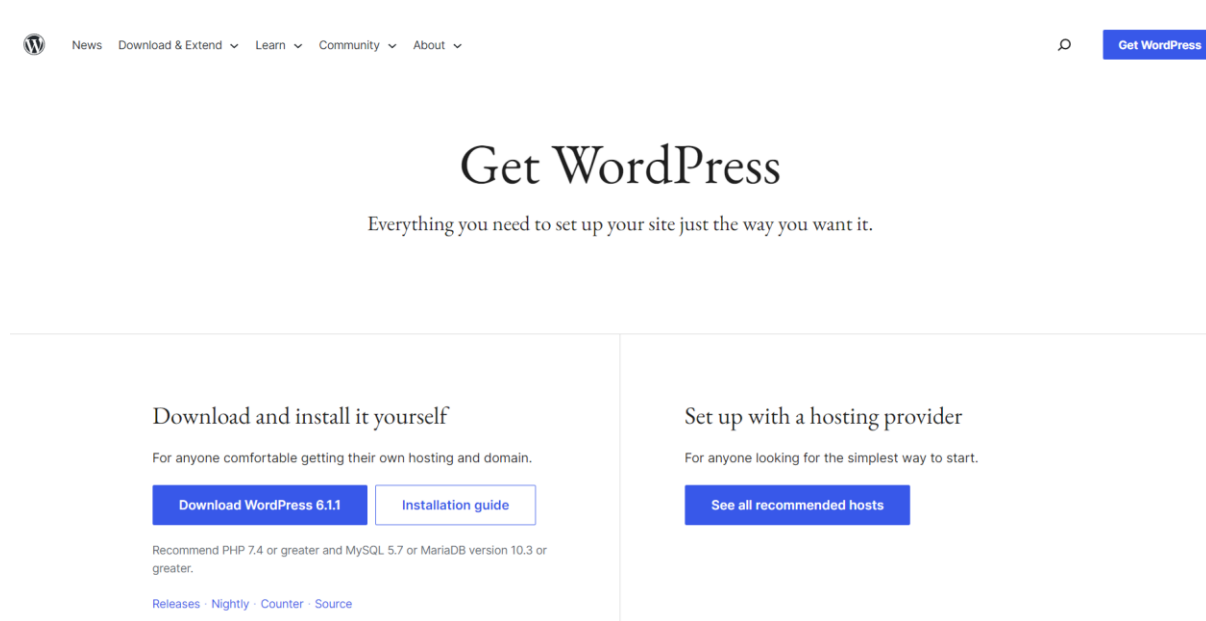 News Download & Extend Learn Community About
Get WordPress
Get WordPress
Everything you need to set up your site just the way you want it.
Download and install it yourself
For anyone comfortable getting their own hosting and domain.
Download WordPress 6.1.1 Installation guide
Recommend PHP 7.4 or greater and MySQL 5.7 or MariaDB version 10.3 or
greater.
Releases · Nightly · Counter · Source
Set up with a hosting provider
For anyone looking for the simplest way to start.
See all recommended hosts